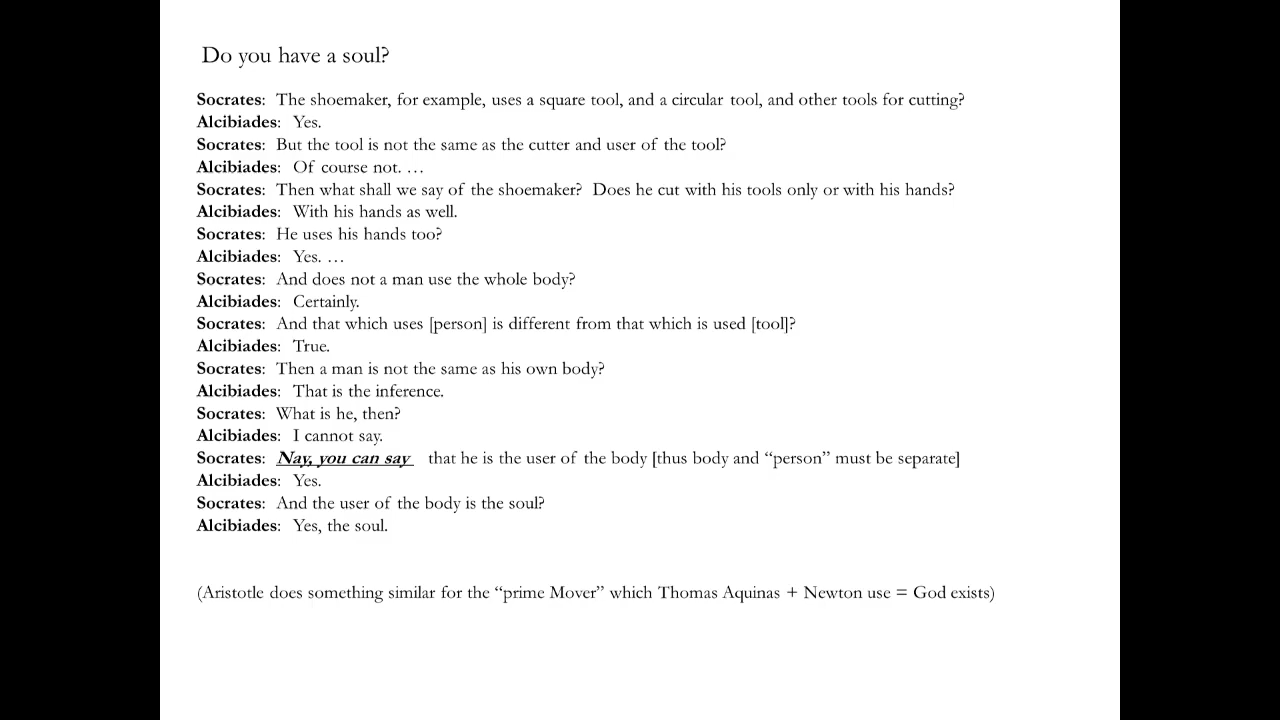 Do you have a soul?
Socrates: The shoemaker, for example, uses a square tool, and a circular tool, and other tools for cutting?
Alcibiades: Yes.
Socrates: But the tool is not the same as the cutter and user of the tool?
Alcibiades: Of course not. …
Socrates: Then what shall we say of the shoemaker? Does he cut with his tools only or with his hands?
Alcibiades: With his hands as well.
Socrates: He uses his hands too?
Alcibiades: Yes. …
Socrates: And does not a man use the whole body?
Alcibiades: Certainly.
Socrates: And that which uses [person] is different from that which is used [tool]?
Alcibiades: True.
Socrates: Then a man is not the same as his own body?
Alcibiades: That is the inference.
Socrates: What is he, then?
Alcibiades: I cannot say.
Socrates: Nay, you can say that he is the user of the body [thus body and “person” must be separate]
Alcibiades: Yes.
Socrates: And the user of the body is the soul?
Alcibiades: Yes, the soul.
(Aristotle does something similar for the “prime Mover” which Thomas Aquinas + Newton use = God exists)